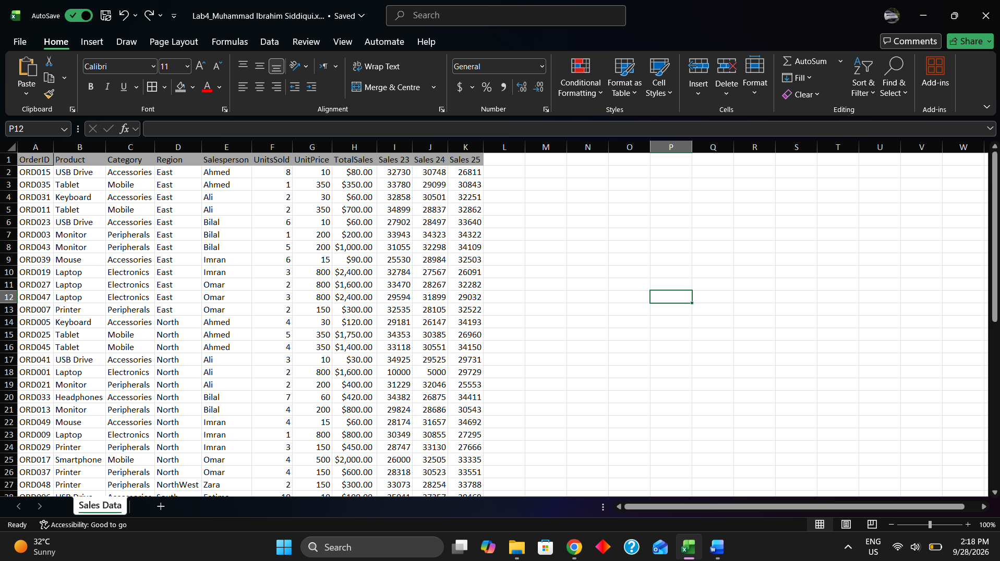 AutoSave Lab4_Muhammad Ibrahim Siddiqui.x... • Saved Search
File Home Insert Draw Page Layout Formulas Data Review View Automate Help Comments Share
Paste
Clipboard
Calibri 11
B I U A
Font
ab Wrap Text
Merge & Centre
Alignment
General
$ % 9 .00
Number
Conditional Formatting
Format as Table
Cell Styles
Styles
Insert Delete Format
Cells
AutoSum
Fill
Clear
Sort & Filter
Find & Select
Editing
Add-ins
Add-ins
P12 fx
A B C D E F G H I J K L M N O P Q R S T U V W
1 OrderID Product Category Region Salesperson UnitsSold UnitPrice TotalSales Sales 23 Sales 24 Sales 25
2 ORD015 USB Drive Accessories East Ahmed 8 10 $80.00 32730 30748 26811
3 ORD035 Tablet Mobile East Ahmed 1 350 $350.00 33780 29099 30843
4 ORD031 Keyboard Accessories East Ali 2 30 $60.00 32858 30501 32251
5 ORD011 Tablet Mobile East Ali 2 350 $700.00 34899 28837 32862
6 ORD023 USB Drive Accessories East Bilal 6 10 $60.00 27902 28497 33640
7 ORD003 Monitor Peripherals East Bilal 1 200 $200.00 33943 34323 34322
8 ORD043 Monitor Peripherals East Bilal 5 200 $1,000.00 31055 32298 34109
9 ORD039 Mouse Accessories East Imran 6 15 $90.00 25530 28984 32503
10 ORD019 Laptop Electronics East Imran 3 800 $2,400.00 32784 27567 26091
11 ORD027 Laptop Electronics East Omar 2 800 $1,600.00 33470 28267 32282
12 ORD047 Laptop Electronics East Omar 3 800 $2,400.00 29594 31899 29032
13 ORD007 Printer Peripherals East Omar 2 150 $300.00 32535 28105 32522
14 ORD005 Keyboard Accessories North Ahmed 4 30 $120.00 29181 26147 34193
15 ORD025 Tablet Mobile North Ahmed 5 350 $1,750.00 34353 30385 26960
16 ORD045 Tablet Mobile North Ahmed 4 350 $1,400.00 33118 30551 34150
17 ORD041 USB Drive Accessories North Ali 3 10 $30.00 34925 29525 29731
18 ORD001 Laptop Electronics North Ali 2 800 $1,600.00 10000 5000 29729
19 ORD021 Monitor Peripherals North Ali 2 200 $400.00 31229 32046 25553
20 ORD033 Headphones Accessories North Bilal 7 60 $420.00 34382 26875 34411
21 ORD013 Monitor Peripherals North Bilal 4 200 $800.00 29824 28686 30543
22 ORD049 Mouse Accessories North Imran 4 15 $60.00 28174 31657 34692
23 ORD009 Laptop Electronics North Imran 1 800 $800.00 30349 30855 27295
24 ORD029 Printer Peripherals North Imran 3 150 $450.00 28747 33130 27666
25 ORD017 Smartphone Mobile North Omar 4 500 $2,000.00 26000 32505 33335
26 ORD037 Printer Peripherals North Omar 4 150 $600.00 28318 30523 33551
27 ORD048 Printer Peripherals NorthWest Zara 2 150 $300.00 33073 28254 33788
Sales Data
Ready Accessibility: Good to go 100%
32°C
Sunny
Search
ENG
US
2:18 PM
9/28/2026